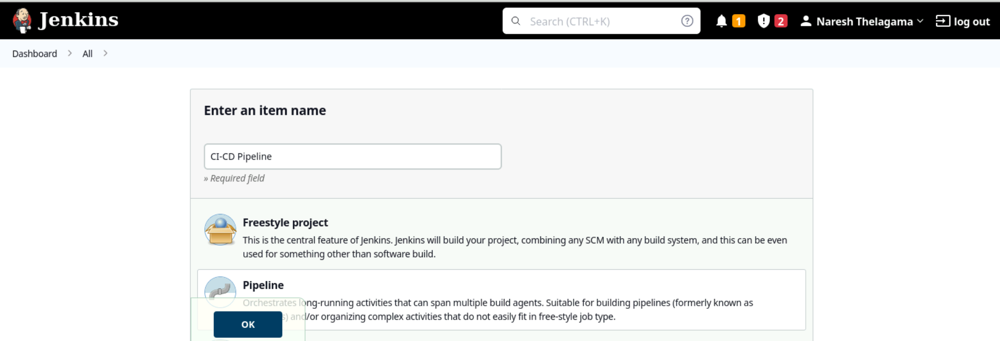 Jenkins
Search (CTRL+K)
1
2
Naresh Thelagama
log out
Dashboard
All
Enter an item name
CI-CD Pipeline
» Required field
Freestyle project
This is the central feature of Jenkins. Jenkins will build your project, combining any SCM with any build system, and this can be even
used for something other than software build.
Pipeline
Orchestrates long-running activities that can span multiple build agents. Suitable for building pipelines (formerly known as
and/or organizing complex activities that do not easily fit in free-style job type.
OK